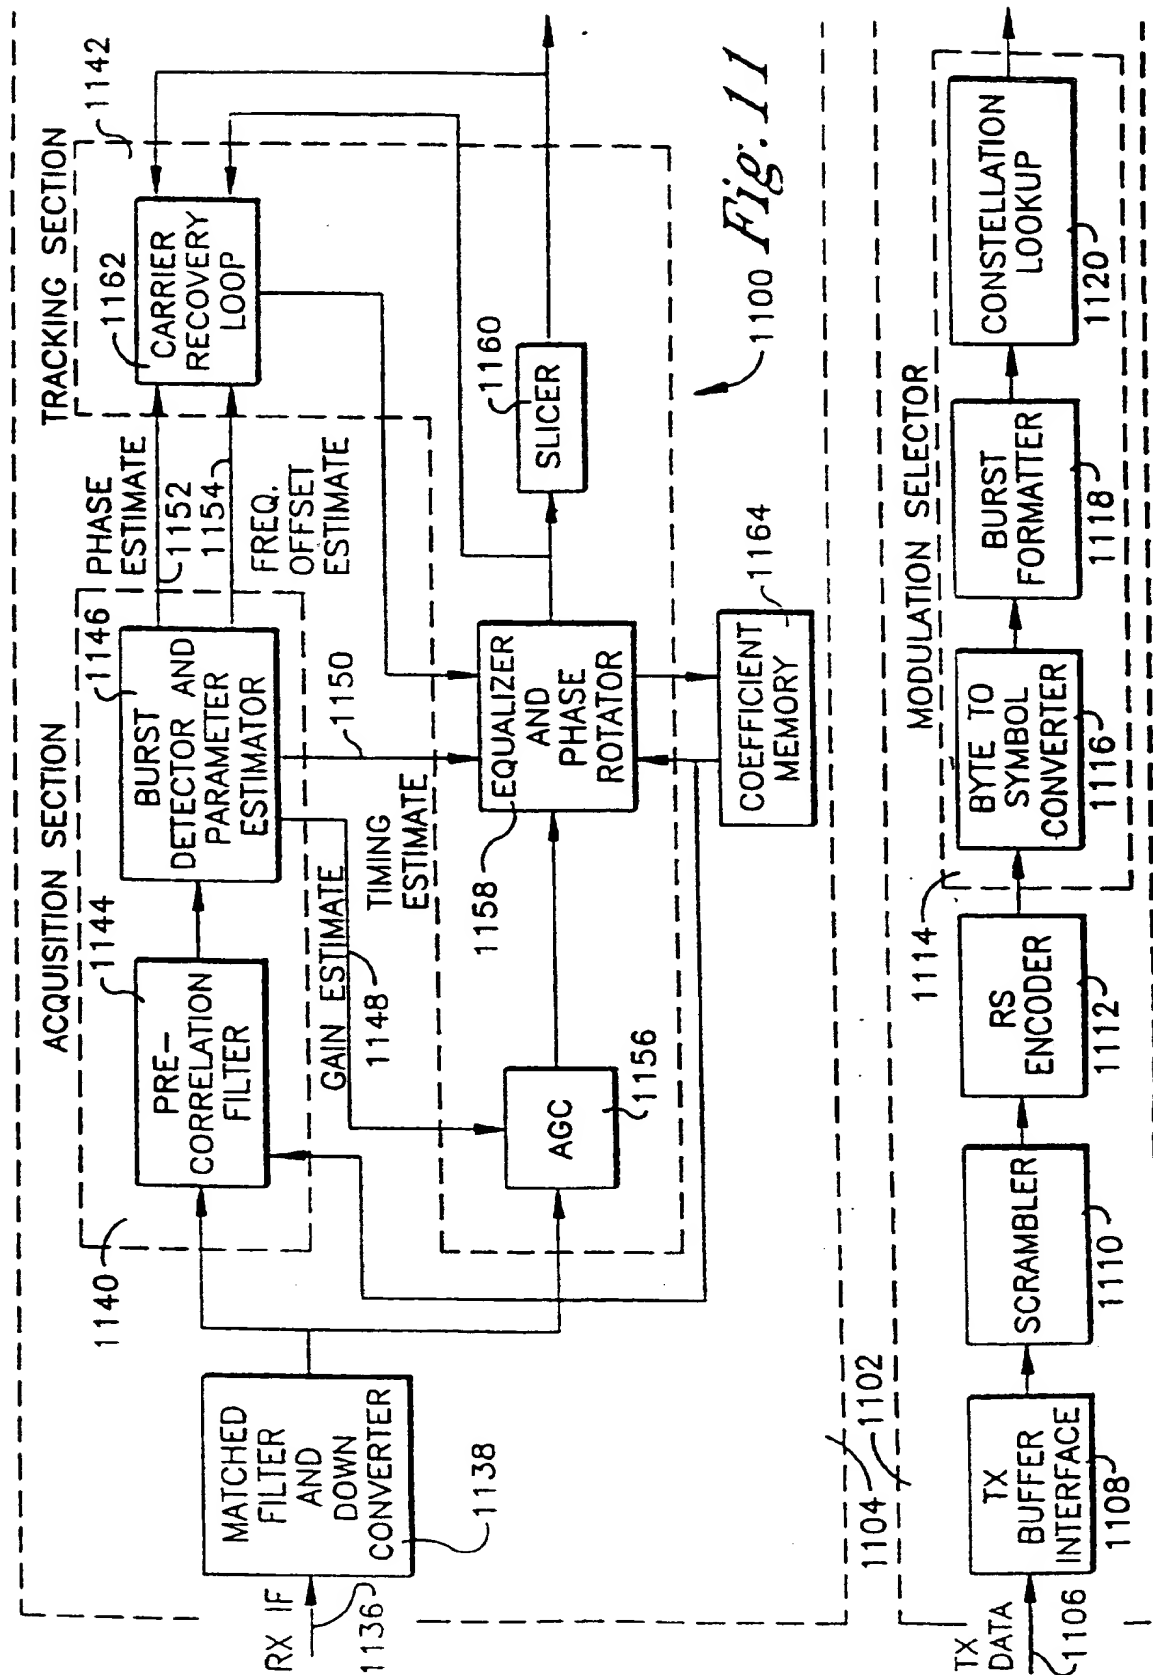 ACQUISITION SECTION
TRACKING SECTION
1140
1144
1146
1142
RX IF
1136
MATCHED
FILTER
AND
DOWN
CONVERTER
1138
PRE-
CORRELATION
FILTER
BURST
DETECTOR AND
PARAMETER
ESTIMATOR
PHASE
ESTIMATE
1152
1154
FREQ.
OFFSET
ESTIMATE
1162
CARRIER
RECOVERY
LOOP
GAIN ESTIMATE
1148
1150
TIMING
ESTIMATE
AGC
1156
1158
EQUALIZER
AND
PHASE
ROTATOR
SLICER
1160
COEFFICIENT
MEMORY
1164
1100
Fig. 11
1104
1102
TX
DATA
1106
TX
BUFFER
INTERFACE
1108
SCRAMBLER
1110
RS
ENCODER
1112
1114
MODULATION SELECTOR
BYTE TO
SYMBOL
CONVERTER
1116
BURST
FORMATTER
1118
CONSTELLATION
LOOKUP
1120